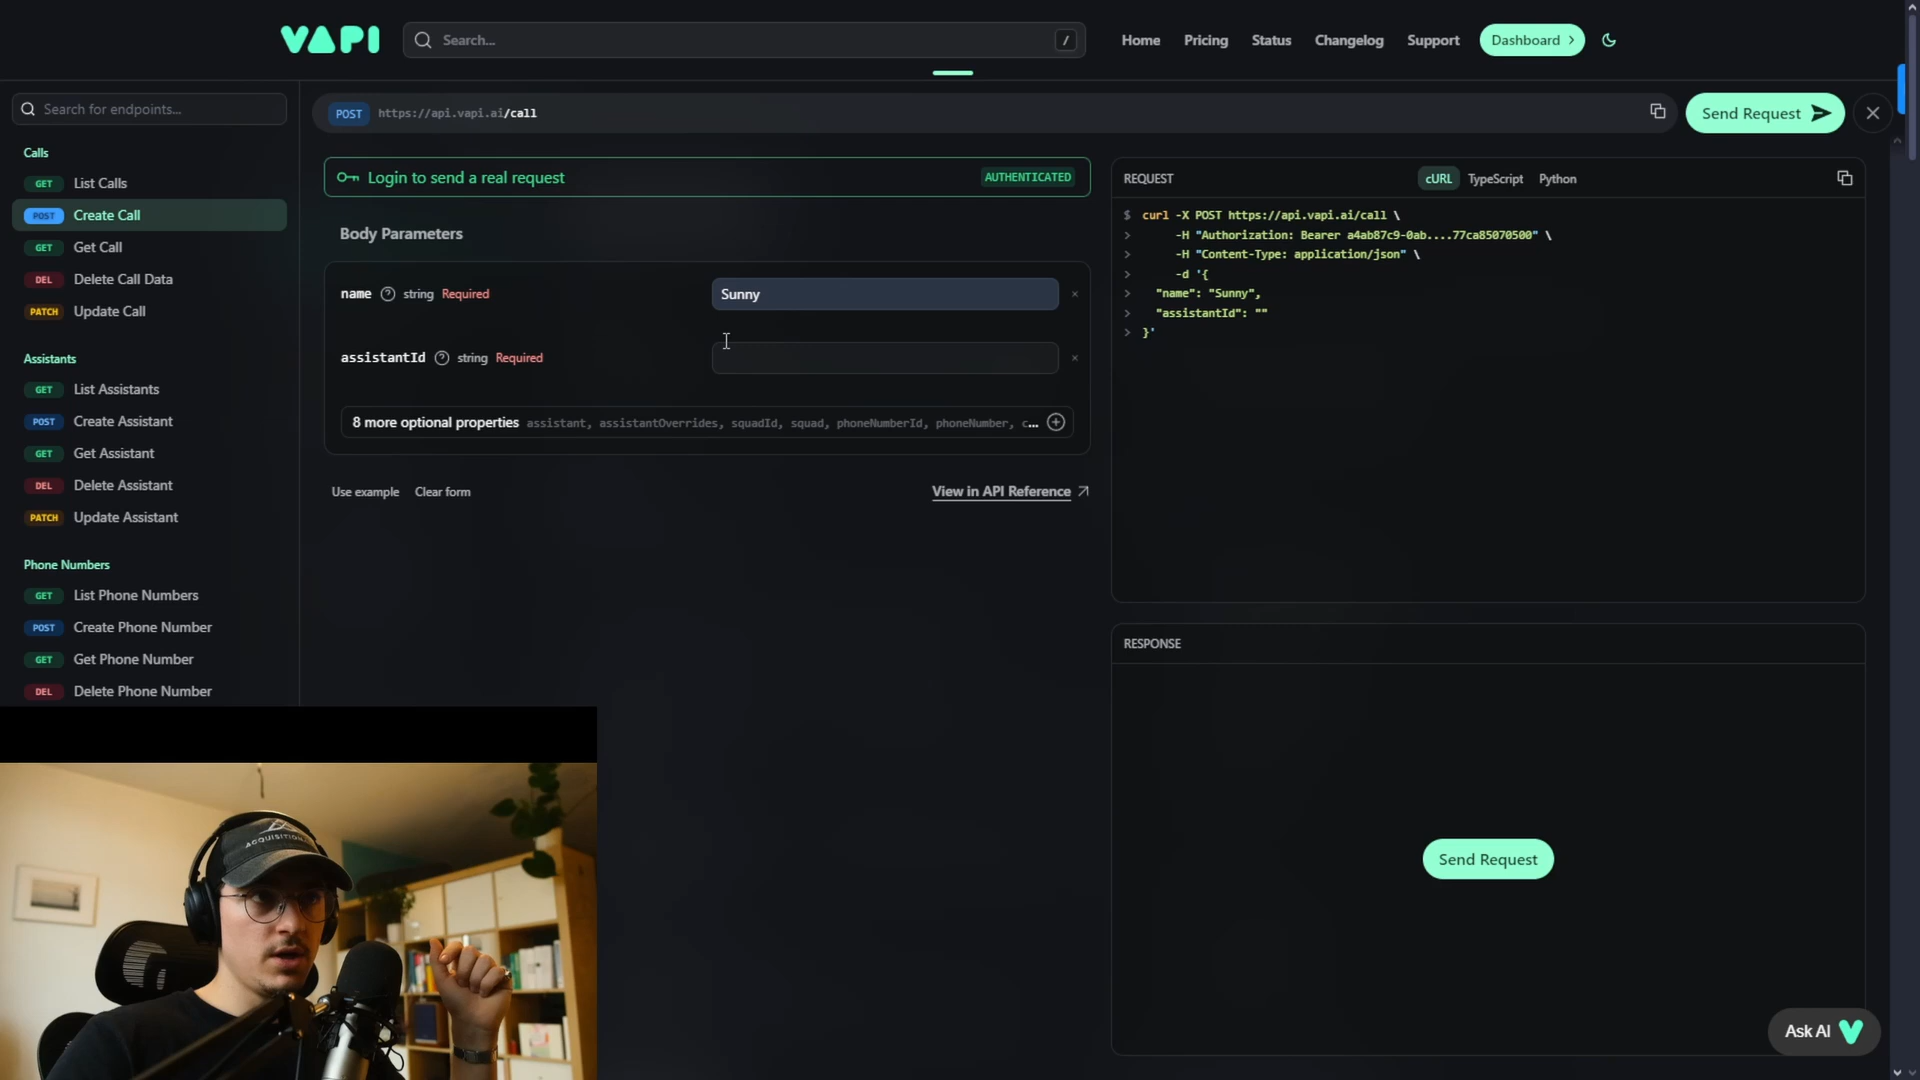 VAPI
Search...
/
Home
Pricing
Status
Changelog
Support
Dashboard
Search for endpoints...
Calls
GET List Calls
POST Create Call
GET Get Call
DEL Delete Call Data
PATCH Update Call
Assistants
GET List Assistants
POST Create Assistant
GET Get Assistant
DEL Delete Assistant
PATCH Update Assistant
Phone Numbers
GET List Phone Numbers
POST Create Phone Number
GET Get Phone Number
DEL Delete Phone Number
POST https://api.vapi.ai/call
Send Request
Login to send a real request AUTHENTICATED
Body Parameters
name ? string Required Sunny
assistantId ? string Required
8 more optional properties assistant, assistantOverrides, squadId, squad, phoneNumberId, phoneNumber, c...
Use example
Clear form
View in API Reference
REQUEST
cURL
TypeScript
Python
$ curl -X POST https://api.vapi.ai/call \
> -H "Authorization: Bearer a4ab87c9-0ab....77ca85070500" \
> -H "Content-Type: application/json" \
> -d '{
> "name": "Sunny",
> "assistantId": ""
> }'
RESPONSE
Send Request
Ask AI
ACQUISITION